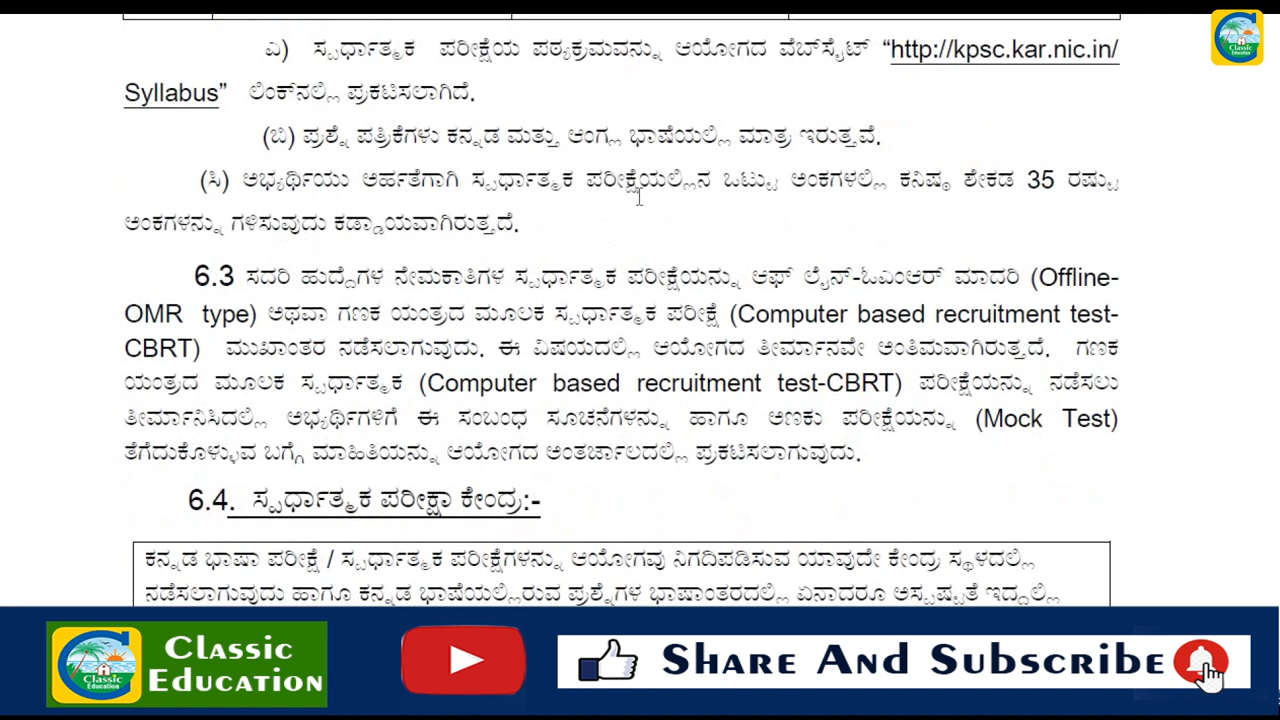 ಎ) ಸ್ಪರ್ಧಾತ್ಮಕ ಪರೀಕ್ಷೆಯ ಪಠ್ಯಕ್ರಮವನ್ನು ಆಯೋಗದ ವೆಬ್‌ಸೈಟ್ “http://kpsc.kar.nic.in/
Syllabus” ಲಿಂಕ್‌ನಲ್ಲಿ ಪ್ರಕಟಿಸಲಾಗಿದೆ.
(ಬಿ) ಪ್ರಶ್ನೆ ಪತ್ರಿಕೆಗಳು ಕನ್ನಡ ಮತ್ತು ಆಂಗ್ಲ ಭಾಷೆಯಲ್ಲಿ ಮಾತ್ರ ಇರುತ್ತವೆ.
(ಸಿ) ಅಭ್ಯರ್ಥಿಯು ಅರ್ಹತೆಗಾಗಿ ಸ್ಪರ್ಧಾತ್ಮಕ ಪರೀಕ್ಷೆಯಲ್ಲಿನ ಒಟ್ಟು ಅಂಕಗಳಲ್ಲಿ ಕನಿಷ್ಠ ಶೇಕಡ 35 ರಷ್ಟು
ಅಂಕಗಳನ್ನು ಗಳಿಸುವುದು ಕಡ್ಡಾಯವಾಗಿರುತ್ತದೆ.
6.3 ಸದರಿ ಹುದ್ದೆಗಳ ನೇಮಕಾತಿಗಳ ಸ್ಪರ್ಧಾತ್ಮಕ ಪರೀಕ್ಷೆಯನ್ನು ಆಫ್ ಲೈನ್-ಓಎಂಆರ್ ಮಾದರಿ (Offline-
OMR type) ಅಥವಾ ಗಣಕ ಯಂತ್ರದ ಮೂಲಕ ಸ್ಪರ್ಧಾತ್ಮಕ ಪರೀಕ್ಷೆ (Computer based recruitment test-
CBRT) ಮುಖಾಂತರ ನಡೆಸಲಾಗುವುದು. ಈ ವಿಷಯದಲ್ಲಿ ಆಯೋಗದ ತೀರ್ಮಾನವೇ ಅಂತಿಮವಾಗಿರುತ್ತದೆ. ಗಣಕ
ಯಂತ್ರದ ಮೂಲಕ ಸ್ಪರ್ಧಾತ್ಮಕ (Computer based recruitment test-CBRT) ಪರೀಕ್ಷೆಯನ್ನು ನಡೆಸಲು
ತೀರ್ಮಾನಿಸಿದಲ್ಲಿ ಅಭ್ಯರ್ಥಿಗಳಿಗೆ ಈ ಸಂಬಂಧ ಸೂಚನೆಗಳನ್ನು ಹಾಗೂ ಅಣಕು ಪರೀಕ್ಷೆಯನ್ನು (Mock Test)
ತೆಗೆದುಕೊಳ್ಳುವ ಬಗ್ಗೆ ಮಾಹಿತಿಯನ್ನು ಆಯೋಗದ ಅಂತರ್ಜಾಲದಲ್ಲಿ ಪ್ರಕಟಿಸಲಾಗುವುದು.
6.4. ಸ್ಪರ್ಧಾತ್ಮಕ ಪರೀಕ್ಷಾ ಕೇಂದ್ರ:-
ಕನ್ನಡ ಭಾಷಾ ಪರೀಕ್ಷೆ / ಸ್ಪರ್ಧಾತ್ಮಕ ಪರೀಕ್ಷೆಗಳನ್ನು ಆಯೋಗವು ನಿಗದಿಪಡಿಸುವ ಯಾವುದೇ ಕೇಂದ್ರ ಸ್ಥಳದಲ್ಲಿ
ನಡೆಸಲಾಗುವುದು ಹಾಗೂ ಕನ್ನಡ ಭಾಷೆಯಲ್ಲಿರುವ ಪ್ರಶ್ನೆಗಳ ಭಾಷಾಂತರದಲ್ಲಿ ಏನಾದರೂ ಅಸ್ಪಷ್ಟತೆ ಇದ್ದಲ್ಲಿ
Classic
Education
Classic
Education
Classic
Education
Share And Subscribe